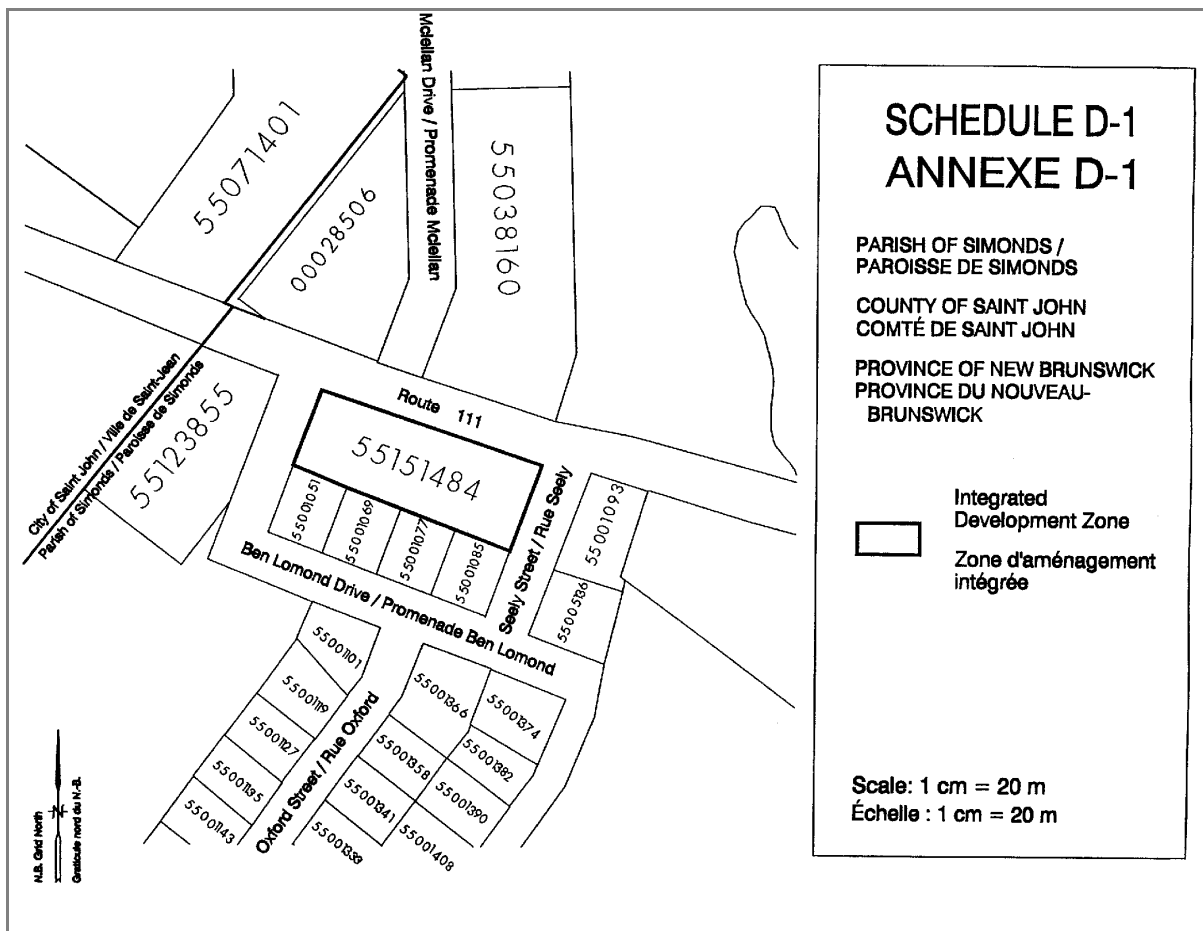 Mclellan Drive / Promenade Mclellan
55071401
00028506
55038160
City of Saint John / Ville de Saint-Jean
Parish of Simonds / Paroisse de Simonds
55123855
Route 111
55151484
55001051
55001069
55001077
55001085
Seely Street / Rue Seely
55001093
55005136
Ben Lomond Drive / Promenade Ben Lomond
55001101
55001119
55001127
55001135
55001143
Oxford Street / Rue Oxford
55001366
55001374
55001358
55001382
55001341
55001390
55001333
55001408
N.B. Grid North
Graticule nord du N.-B.
N
SCHEDULE D-1
ANNEXE D-1
PARISH OF SIMONDS /
PAROISSE DE SIMONDS
COUNTY OF SAINT JOHN
COMTÉ DE SAINT JOHN
PROVINCE OF NEW BRUNSWICK
PROVINCE DU NOUVEAU-
BRUNSWICK
Integrated
Development Zone
Zone d'aménagement
intégrée
Scale: 1 cm = 20 m
Échelle : 1 cm = 20 m